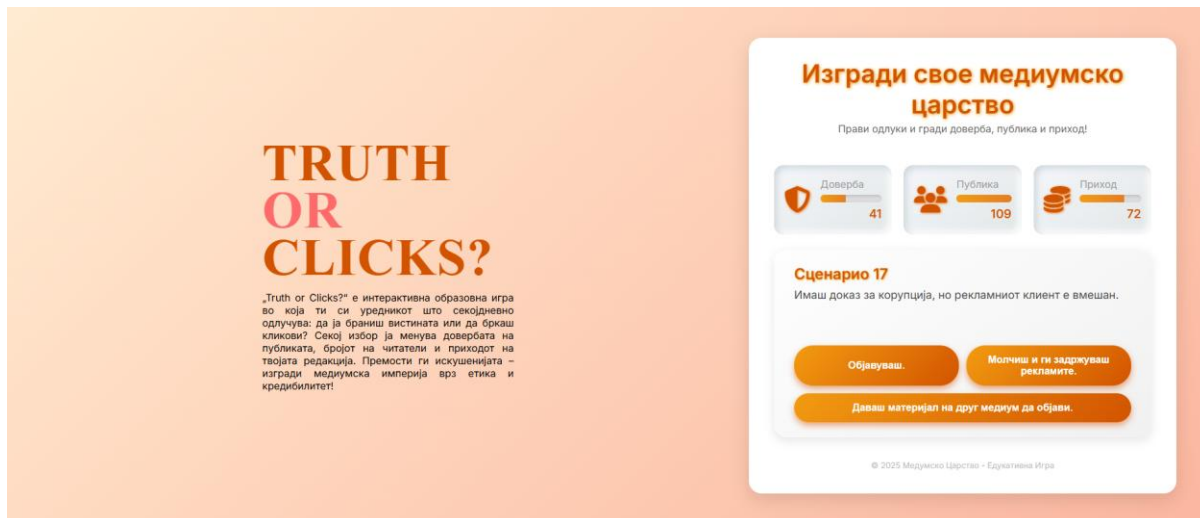 TRUTH
OR
CLICKS?
„Truth or Clicks?“ е интерактивна образовна игра
во која ти си уредникот што секојдневно
одлучува: да ја браниш вистината или да бркаш
кликови? Секој избор ја менува довербата на
публиката, бројот на читатели и приходот на
твојата редакција. Премости ги искушенијата –
изгради медиумска империја врз етика и
кредибилитет!
Изгради свое медиумско
царство
Прави одлуки и гради доверба, публика и приход!
Доверба
41
Публика
109
Приход
72
Сценарио 17
Имаш доказ за корупција, но рекламниот клиент е вмешан.
Објавуваш.
Молчиш и ги задржуваш
рекламите.
Даваш материјал на друг медиум да објави.
© 2025 Медумско Царство - Едукативна Игра